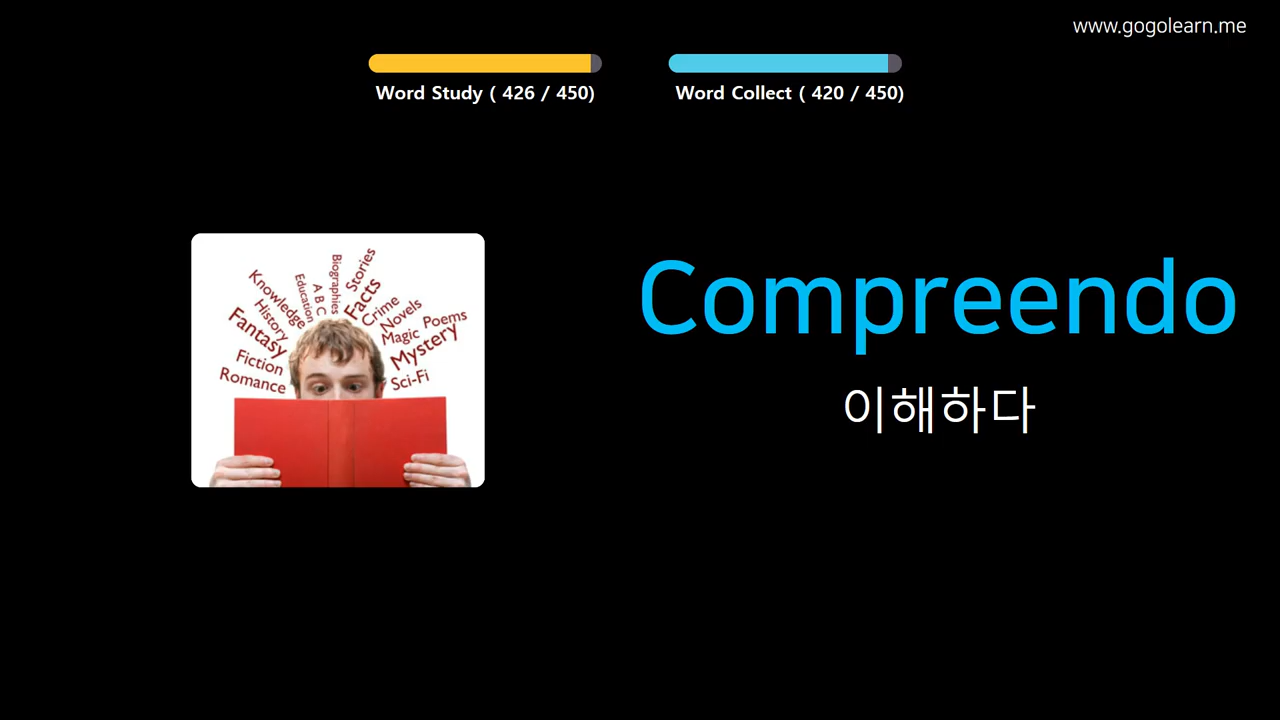 www.gogolearn.me
Word Study ( 426 / 450)
Word Collect ( 420 / 450)
Compreendo
이해하다
Knowledge
History
Fantasy
Fiction
Romance
Education
A B C
Biographies
Stories
Facts
Crime
Novels
Magic
Poems
Mystery
Sci-Fi